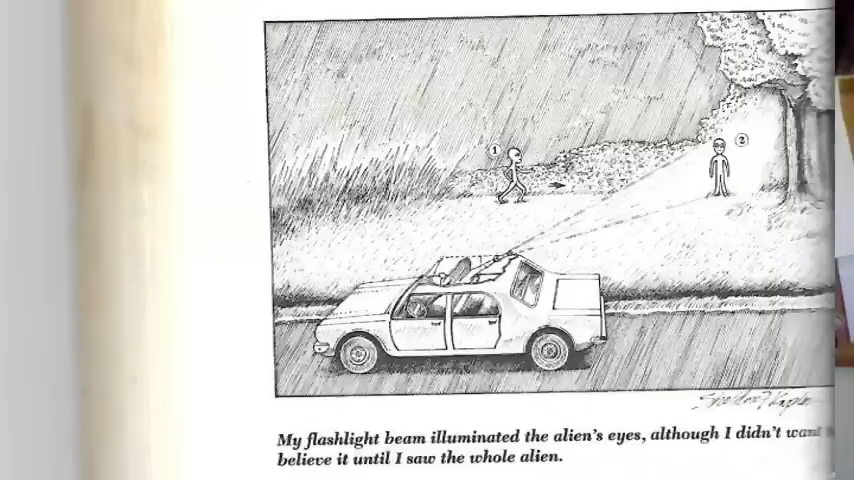 1
2
My flashlight beam illuminated the alien's eyes, although I didn't want
believe it until I saw the whole alien.